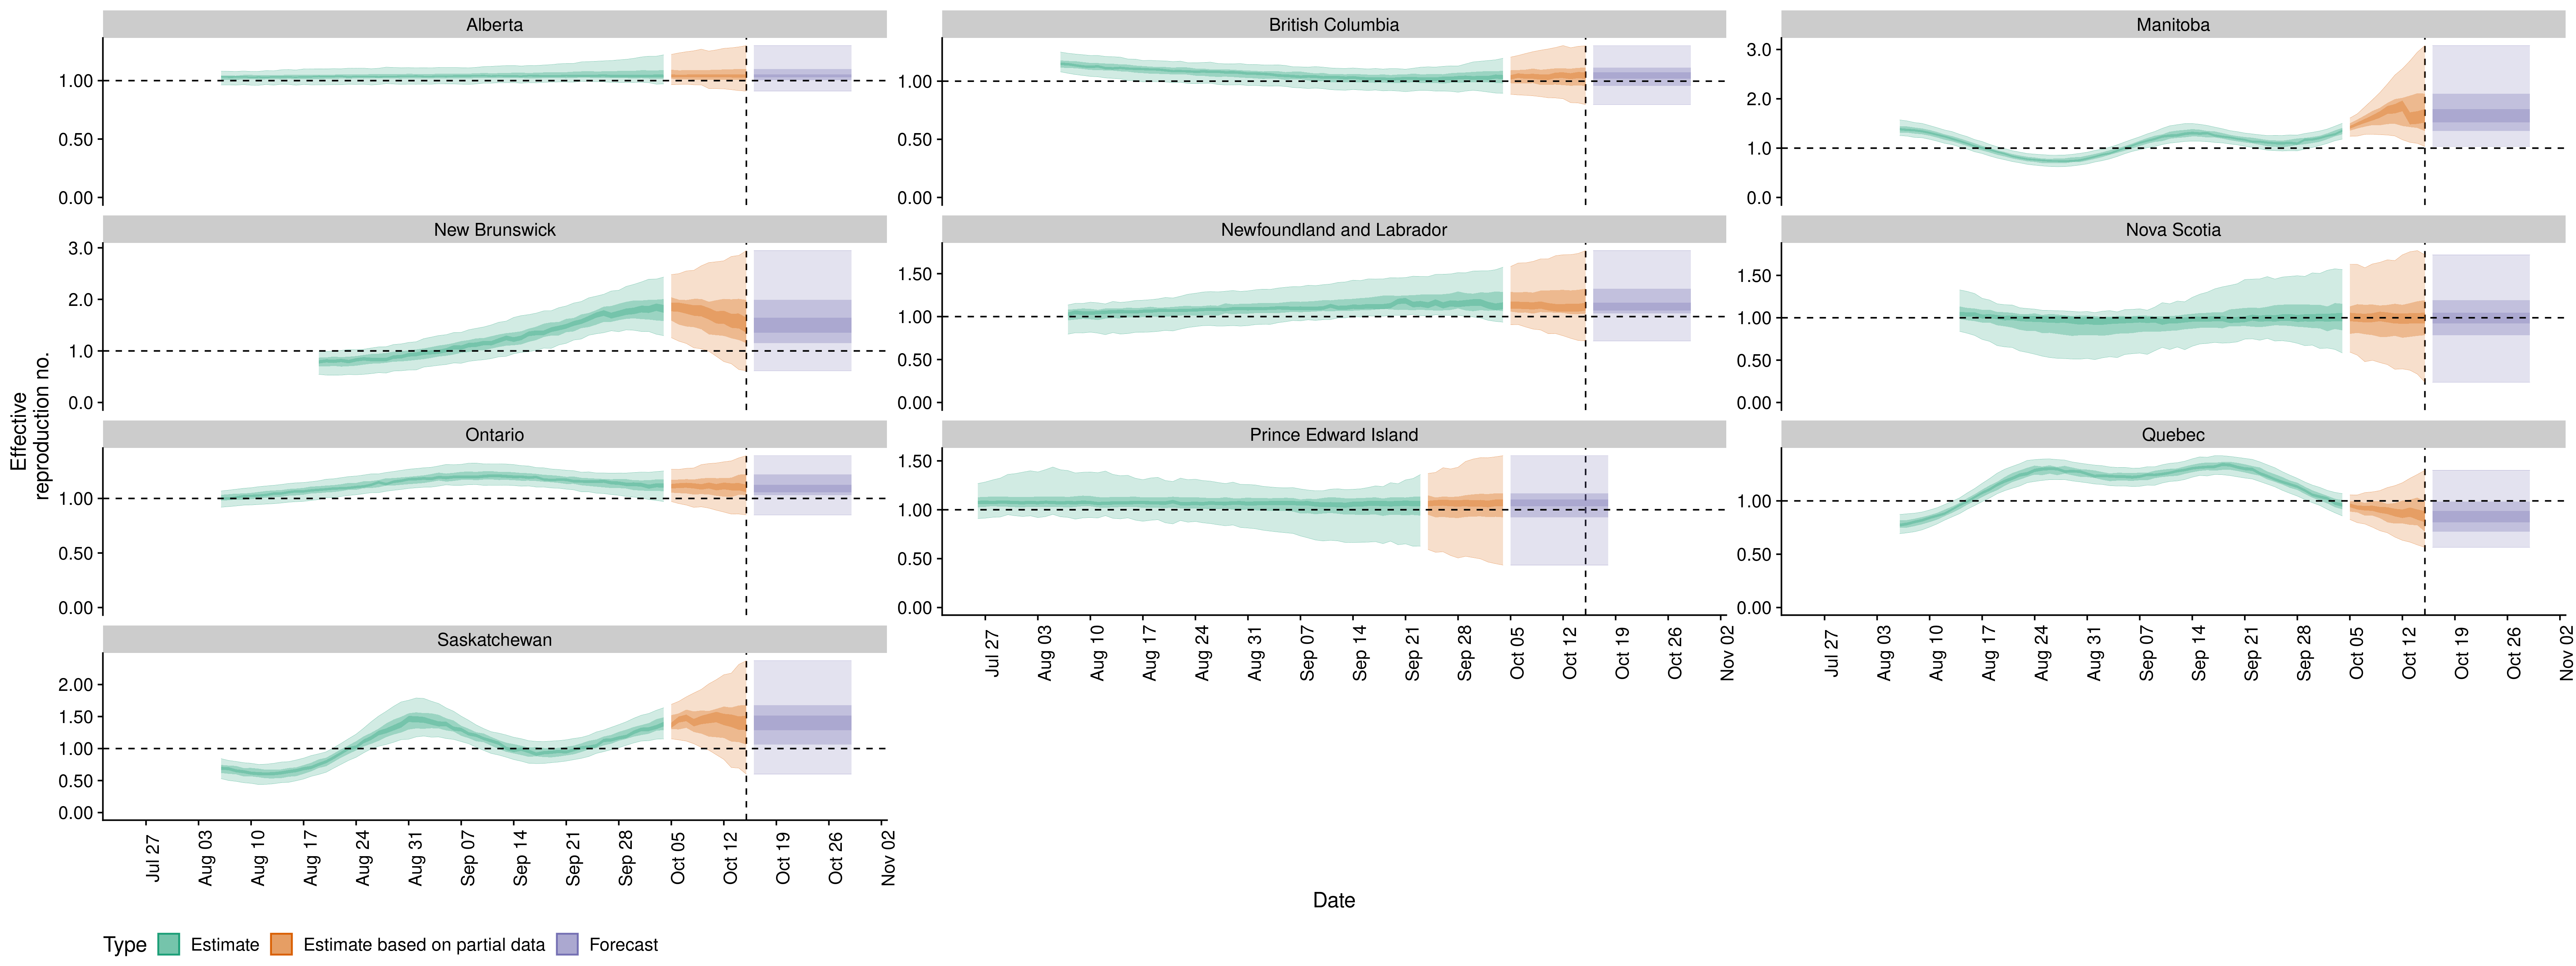 Alberta
British Columbia
Manitoba
1.00
0.50
0.00
1.00
0.50
0.00
3.0
2.0
1.0
0.0
New Brunswick
Newfoundland and Labrador
Nova Scotia
3.0
2.0
1.0
0.0
1.50
1.00
0.50
0.00
1.50
1.00
0.50
0.00
Effective
reproduction no.
Ontario
Prince Edward Island
Quebec
1.00
0.50
0.00
1.50
1.00
0.50
0.00
1.00
0.50
0.00
Jul 27 Aug 03 Aug 10 Aug 17 Aug 24 Aug 31 Sep 07 Sep 14 Sep 21 Sep 28 Oct 05 Oct 12 Oct 19 Oct 26 Nov 02
Jul 27 Aug 03 Aug 10 Aug 17 Aug 24 Aug 31 Sep 07 Sep 14 Sep 21 Sep 28 Oct 05 Oct 12 Oct 19 Oct 26 Nov 02
Saskatchewan
2.00
1.50
1.00
0.50
0.00
Jul 27 Aug 03 Aug 10 Aug 17 Aug 24 Aug 31 Sep 07 Sep 14 Sep 21 Sep 28 Oct 05 Oct 12 Oct 19 Oct 26 Nov 02
Date
Type Estimate Estimate based on partial data Forecast